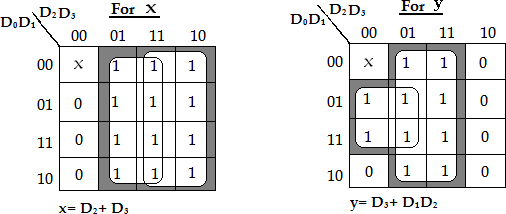 For x
D₀D₁ D₂D₃
00 01 11 10
00 x 1 1 1
01 0 1 1 1
11 0 1 1 1
10 0 1 1 1
x= D₂+ D₃
For y
D₀D₁ D₂D₃
00 01 11 10
00 x 1 1 0
01 1 1 1 0
11 1 1 1 0
10 0 1 1 0
y= D₃+ D₁D₂